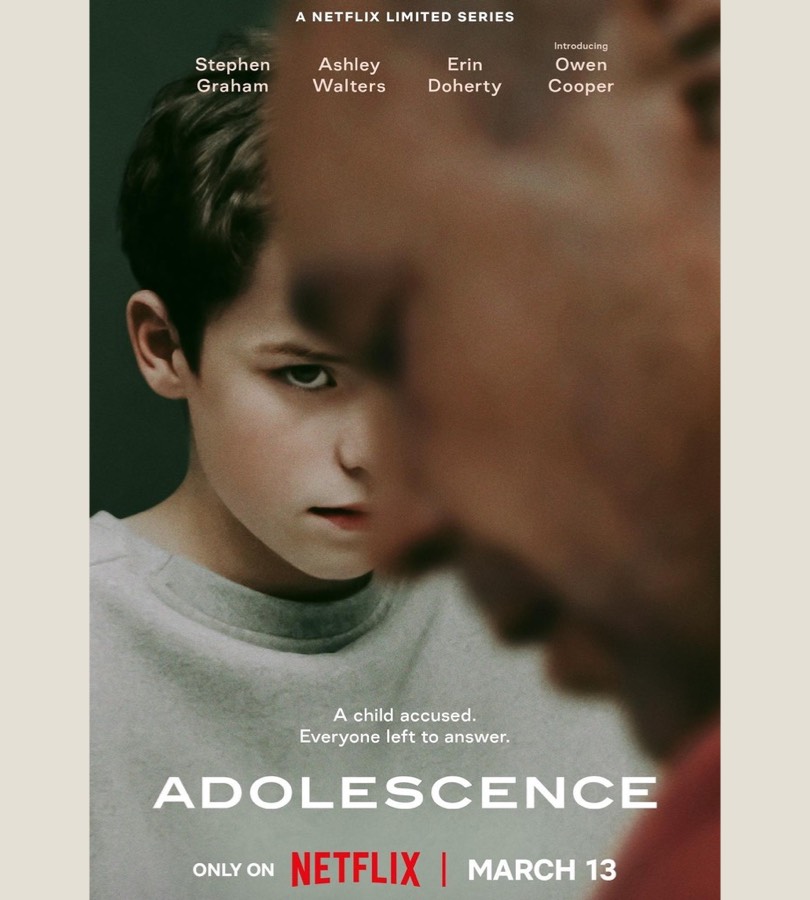 A NETFLIX LIMITED SERIES
Stephen Graham
Ashley Walters
Erin Doherty
Introducing
Owen Cooper
A child accused.
Everyone left to answer.
ADOLESCENCE
ONLY ON NETFLIX | MARCH 13